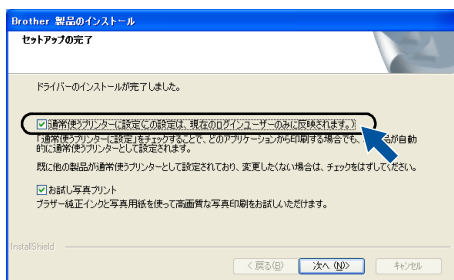 Brother 製品のインストール
セットアップの完了
ドライバーのインストールが完了しました。
通常使うプリンターに設定(この設定は、現在のログインユーザーのみに反映されます。)
「通常使うプリンターに設定」をチェックすることで、どのアプリケーションから印刷する場合でも、 品が自動
的に通常使うプリンターとして設定されます。
既に他の製品が通常使うプリンターとして設定されており、変更したくない場合は、チェックをはずしてください。
お試し写真プリント
ブラザー純正インクと写真用紙を使って高画質な写真印刷をお試しいただけます。
InstallShield
< 戻る(B)
次へ (N)>
キャンセル